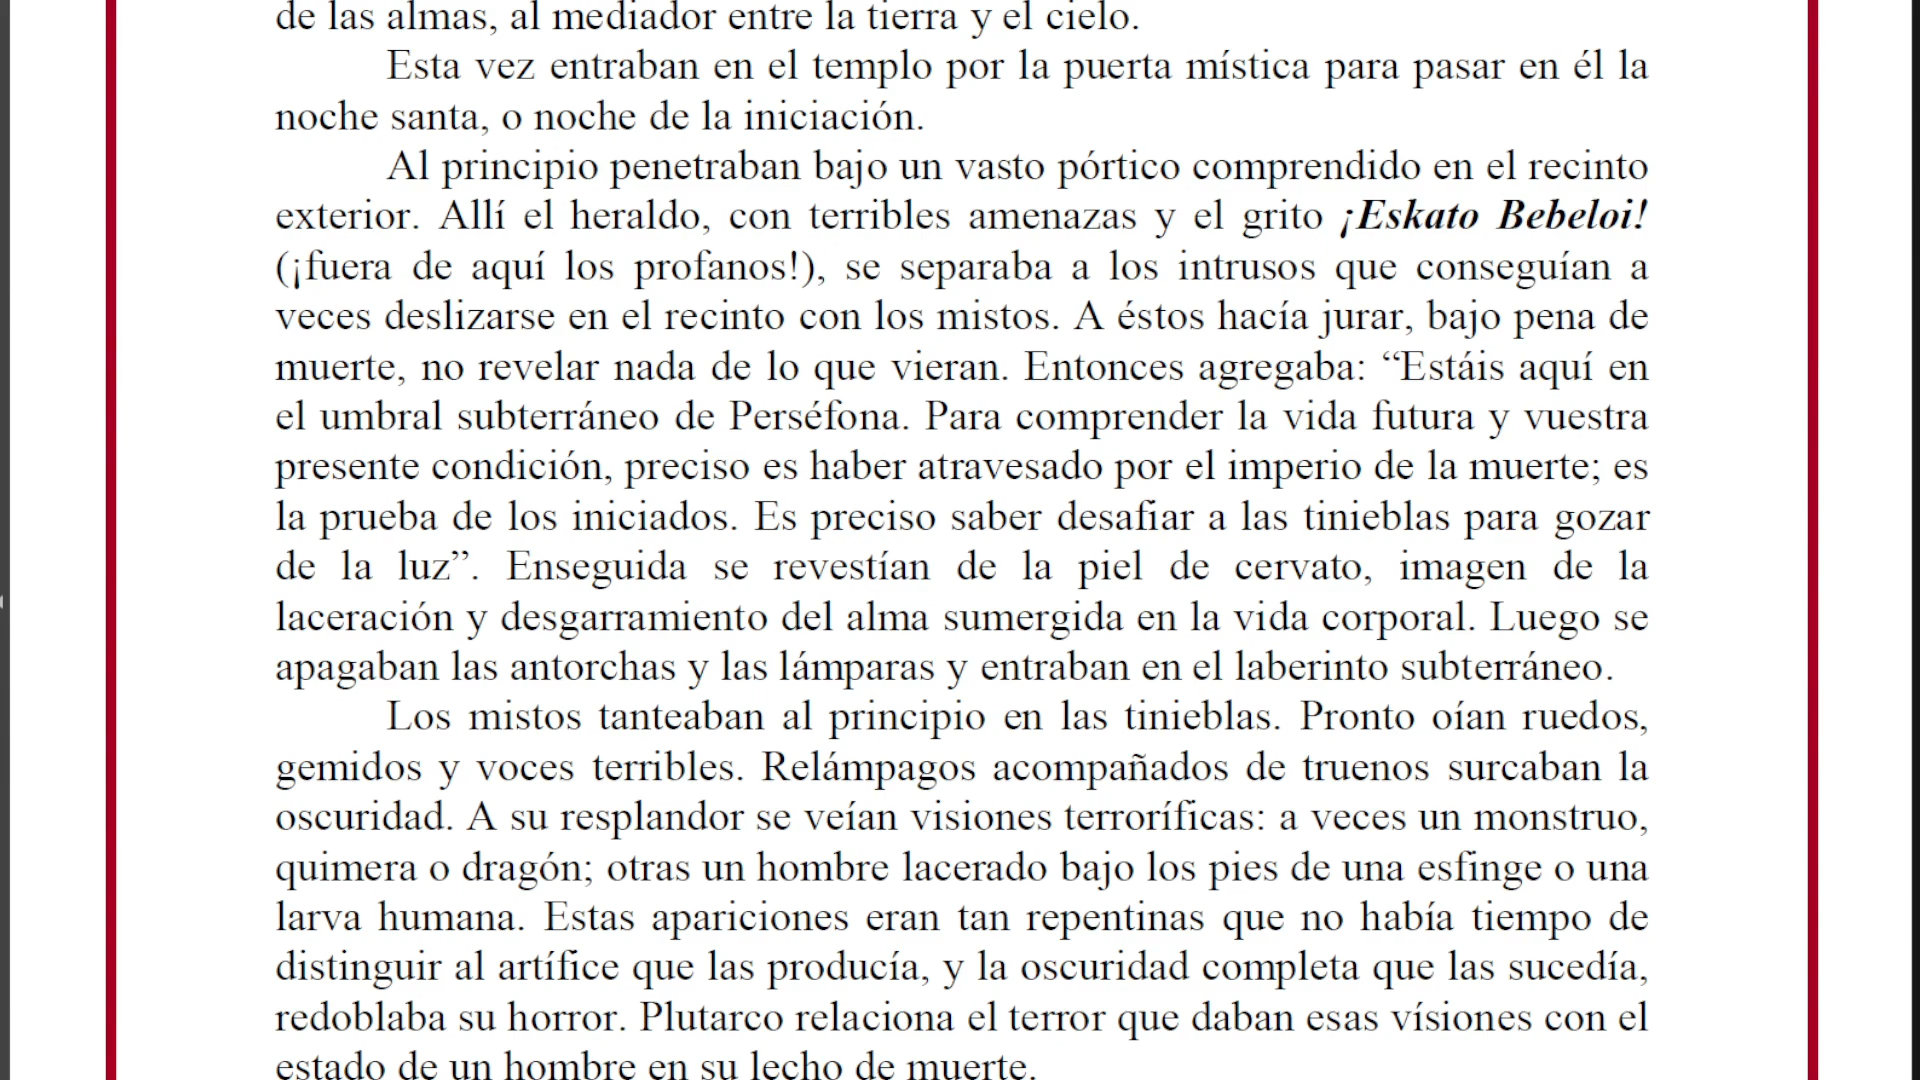 de las almas, al mediador entre la tierra y el cielo.
Esta vez entraban en el templo por la puerta mística para pasar en él la
noche santa, o noche de la iniciación.
Al principio penetraban bajo un vasto pórtico comprendido en el recinto
exterior. Allí el heraldo, con terribles amenazas y el grito ¡Eskato Bebeloi!
(¡fuera de aquí los profanos!), se separaba a los intrusos que conseguían a
veces deslizarse en el recinto con los mistos. A éstos hacía jurar, bajo pena de
muerte, no revelar nada de lo que vieran. Entonces agregaba: “Estáis aquí en
el umbral subterráneo de Perséfona. Para comprender la vida futura y vuestra
presente condición, preciso es haber atravesado por el imperio de la muerte; es
la prueba de los iniciados. Es preciso saber desafiar a las tinieblas para gozar
de la luz”. Enseguida se revestían de la piel de cervato, imagen de la
laceración y desgarramiento del alma sumergida en la vida corporal. Luego se
apagaban las antorchas y las lámparas y entraban en el laberinto subterráneo.
Los mistos tanteaban al principio en las tinieblas. Pronto oían ruedos,
gemidos y voces terribles. Relámpagos acompañados de truenos surcaban la
oscuridad. A su resplandor se veían visiones terroríficas: a veces un monstruo,
quimera o dragón; otras un hombre lacerado bajo los pies de una esfinge o una
larva humana. Estas apariciones eran tan repentinas que no había tiempo de
distinguir al artífice que las producía, y la oscuridad completa que las sucedía,
redoblaba su horror. Plutarco relaciona el terror que daban esas vísiones con el
estado de un hombre en su lecho de muerte.